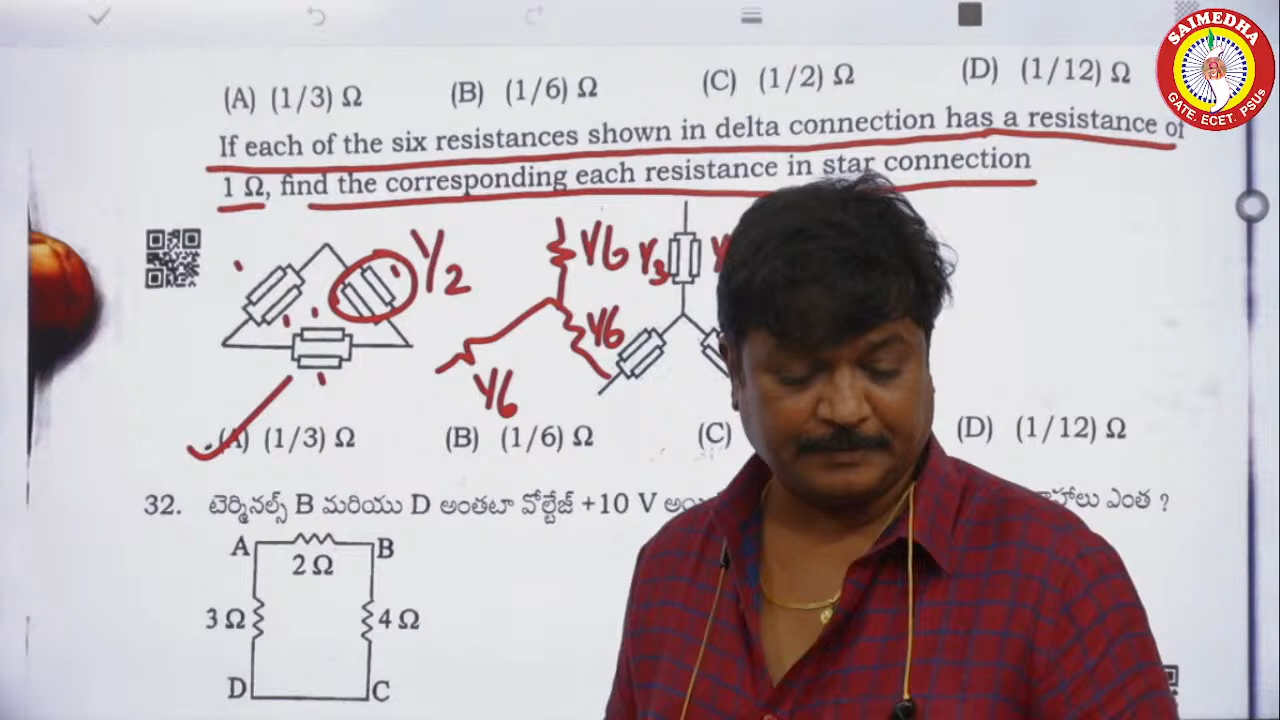 SAIMEDHA
GATE. ECET. PSUs
(A) (1/3) Ω (B) (1/6) Ω (C) (1/2) Ω (D) (1/12) Ω
If each of the six resistances shown in delta connection has a resistance of
1 Ω, find the corresponding each resistance in star connection
1/2 1/6 1/3
1/6
1/6
(A) (1/3) Ω (B) (1/6) Ω (C) (D) (1/12) Ω
32. టెర్మినల్స్ B మరియు D అంతటా వోల్టేజ్ +10 V ఎంత ?
A B
2 Ω
3 Ω 4 Ω
D C